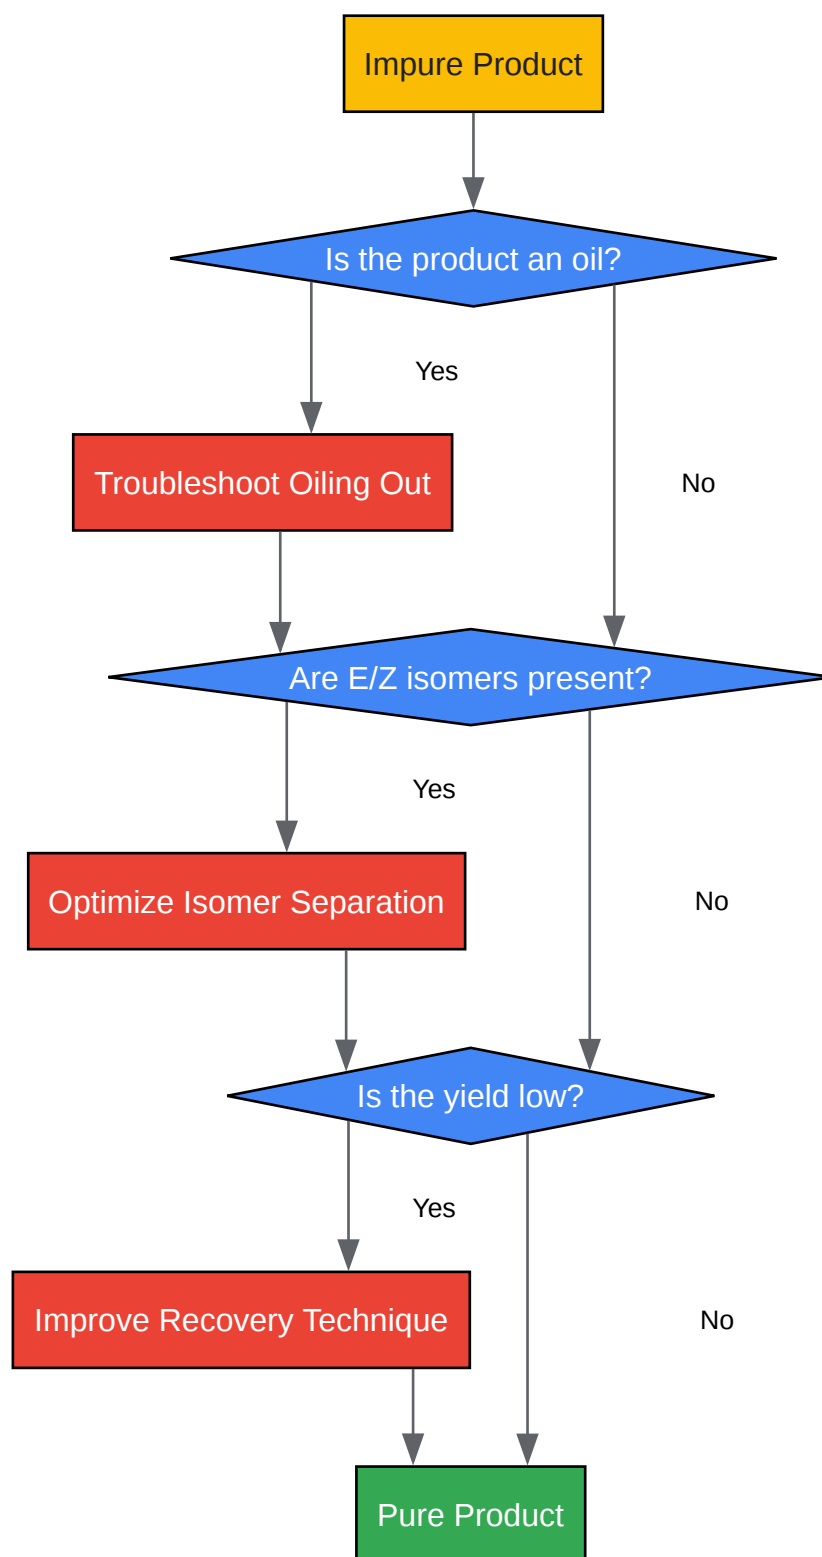 Impure Product
Is the product an oil?
Yes
Troubleshoot Oiling Out
No
Are E/Z isomers present?
Yes
Optimize Isomer Separation
No
Is the yield low?
Yes
Improve Recovery Technique
No
Pure Product